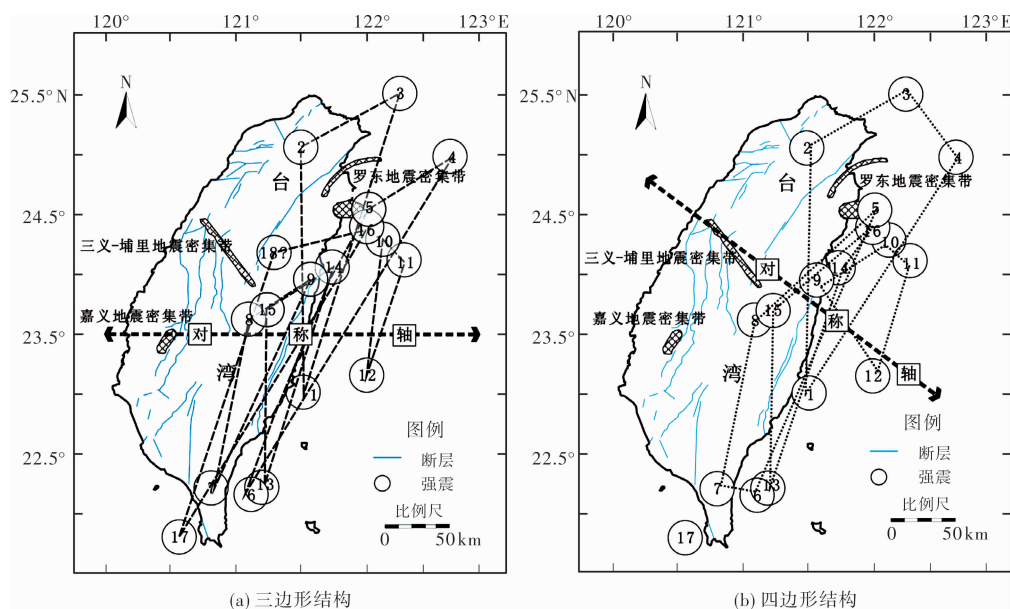 120°
121°
122°
123°E
25.5°N
24.5°
23.5°
22.5°
N
3
2
4
台
罗东地震密集带
5
16
10
三义-埔里地震密集带
18?
11
14
9
嘉义地震密集带
15
8
对
称
轴
湾
12
1
图例
断层
7
13
6
强震
比例尺
17
0
50km
(a) 三边形结构
120°
121°
122°
123°E
25.5°N
24.5°
23.5°
22.5°
N
3
2
4
台
罗东地震密集带
5
16
10
三义-埔里地震密集带
对
11
14
9
嘉义地震密集带
15
8
称
湾
12
轴
1
图例
断层
7
13
6
强震
比例尺
17
0
50km
(b) 四边形结构